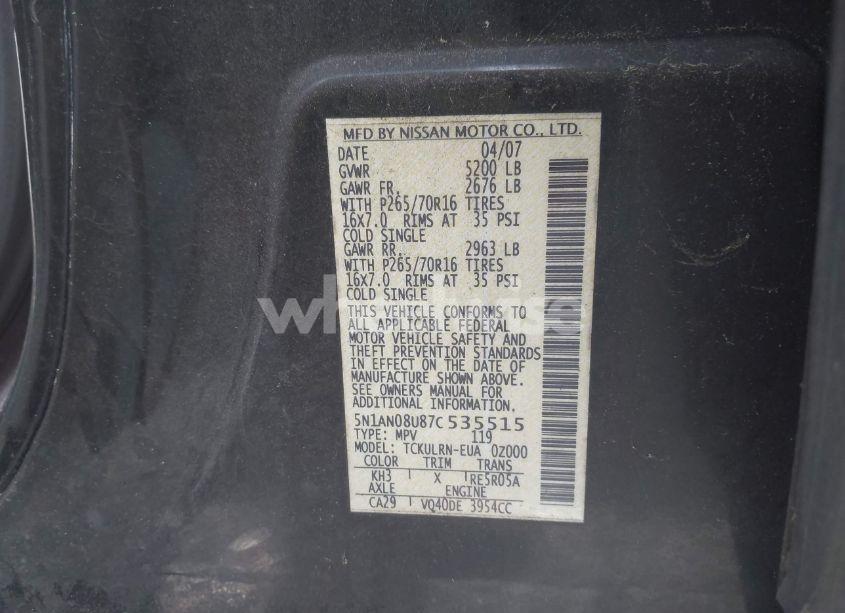 MFD BY NISSAN MOTOR CO., LTD.
DATE 04/07
GVWR 5200 LB
GAWR FR. 2676 LB
WITH P265/70R16 TIRES
16X7.0 RIMS AT 35 PSI
COLD SINGLE
GAWR RR. 2963 LB
WITH P265/70R16 TIRES
16X7.0 RIMS AT 35 PSI
COLD SINGLE
THIS VEHICLE CONFORMS TO
ALL APPLICABLE FEDERAL
MOTOR VEHICLE SAFETY AND
THEFT PREVENTION STANDARDS
IN EFFECT ON THE DATE OF
MANUFACTURE SHOWN ABOVE.
SEE OWNERS MANUAL FOR
ADDITIONAL INFORMATION.
5N1AN08U87C535515
TYPE: MPV 119
MODEL: TCKULRN-EUA 0Z000
COLOR TRIM TRANS
KH3 X RE5R05A
AXLE ENGINE
CA29 VQ40DE 3954CC